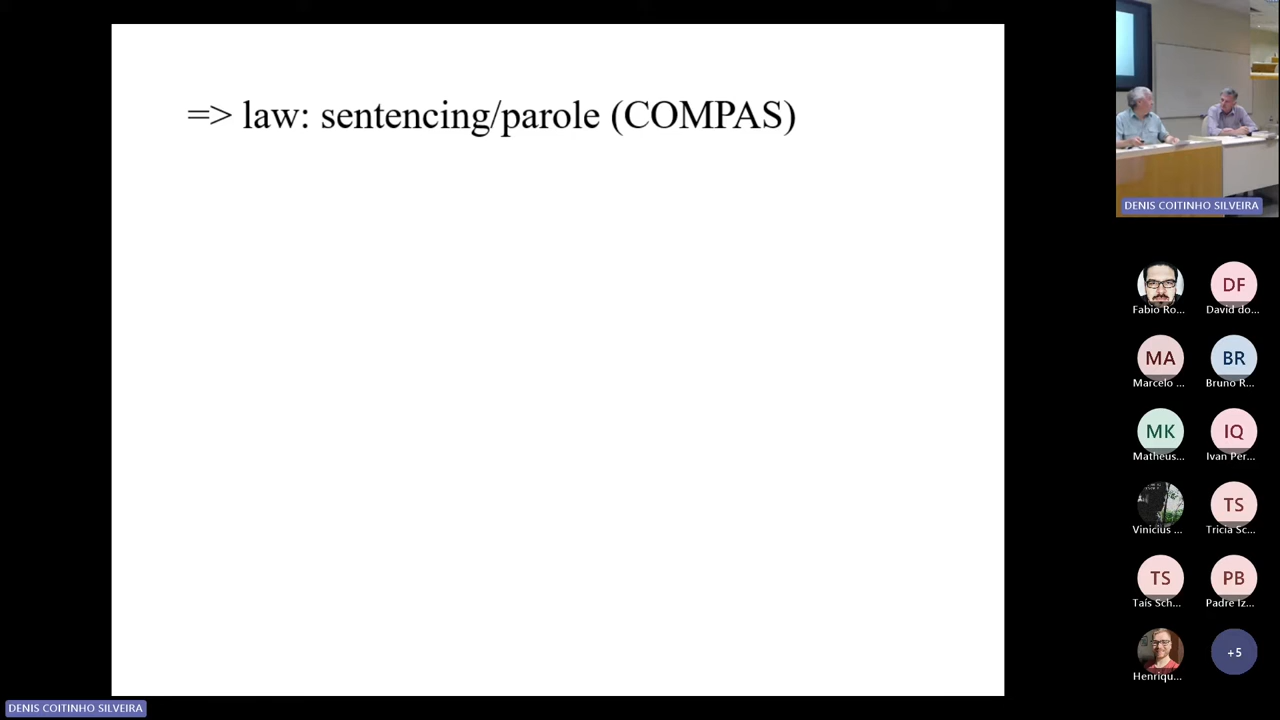 => law: sentencing/parole (COMPAS)
DENIS COITINHO SILVEIRA
Fabio Ro...
DF
David do...
MA
Marcelo ...
BR
Bruno R...
MK
Matheus...
IQ
Ivan Per...
Vinicius ...
TS
Tricia Sc...
TS
Taís Sch...
PB
Padre Iz...
Henriqu...
+5
DENIS COITINHO SILVEIRA